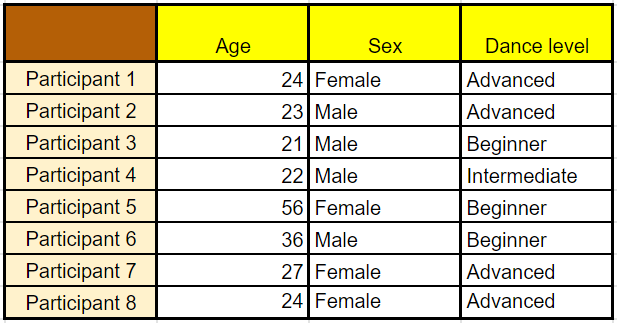 Age Sex Dance level
Participant 1 24 Female Advanced
Participant 2 23 Male Advanced
Participant 3 21 Male Beginner
Participant 4 22 Male Intermediate
Participant 5 56 Female Beginner
Participant 6 36 Male Beginner
Participant 7 27 Female Advanced
Participant 8 24 Female Advanced